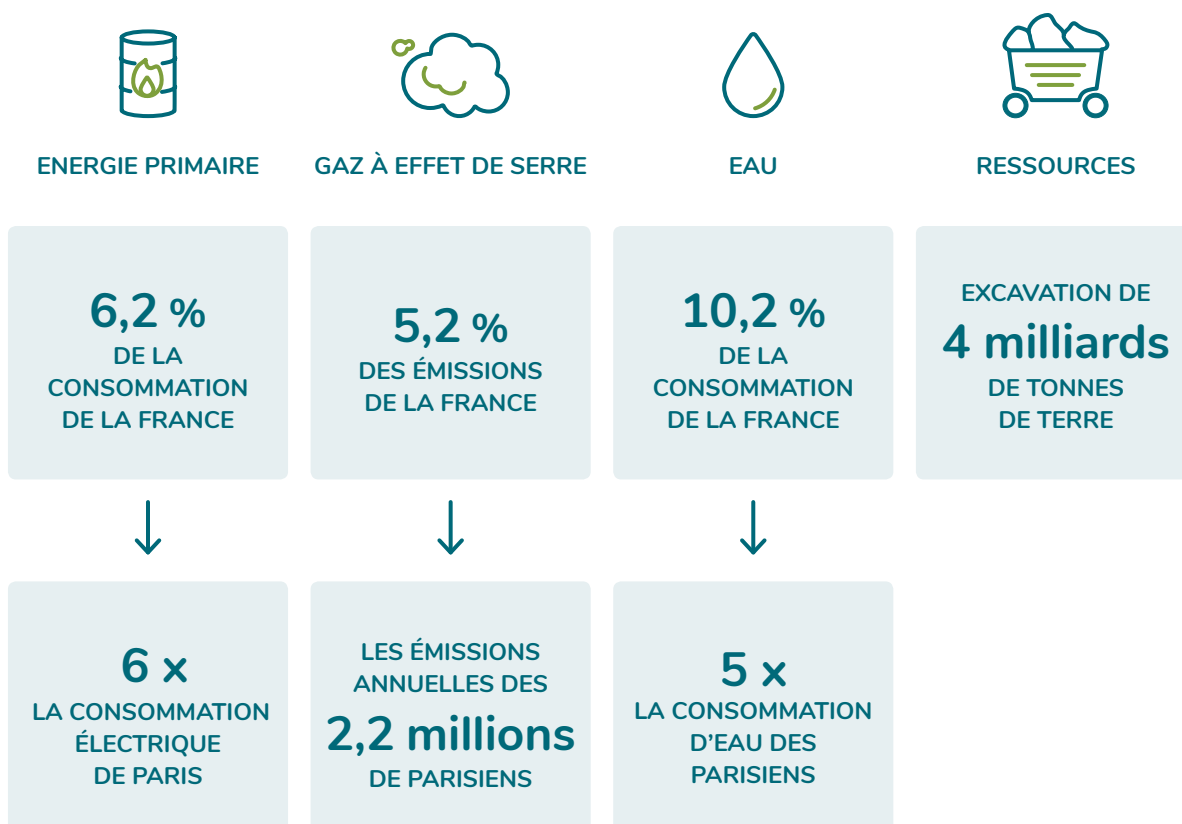 ENERGIE PRIMAIRE
GAZ À EFFET DE SERRE
EAU
RESSOURCES
6,2 %
DE LA
CONSOMMATION
DE LA FRANCE
5,2 %
DES ÉMISSIONS
DE LA FRANCE
10,2 %
DE LA
CONSOMMATION
DE LA FRANCE
EXCAVATION DE
4 milliards
DE TONNES
DE TERRE
6 x
LA CONSOMMATION
ÉLECTRIQUE
DE PARIS
LES ÉMISSIONS
ANNUELLES DES
2,2 millions
DE PARISIENS
5 x
LA CONSOMMATION
D’EAU DES
PARISIENS